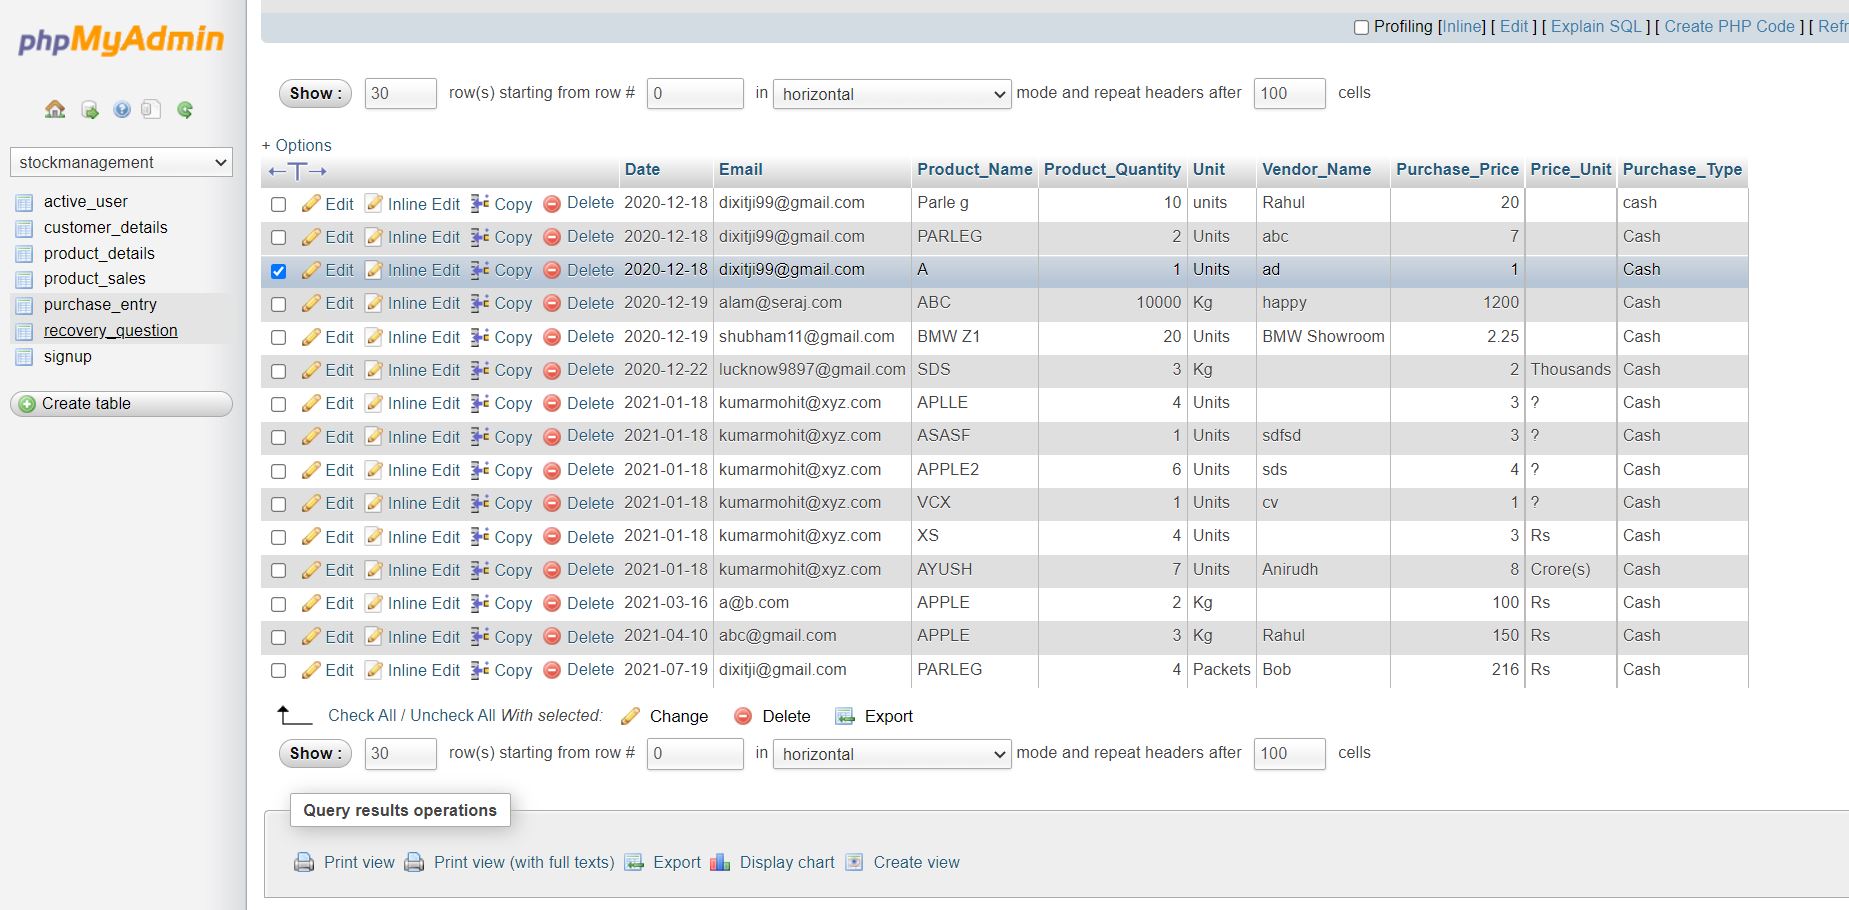 phpMyAdmin
Profiling [Inline] [ Edit ] [ Explain SQL ] [ Create PHP Code ] [ Refr
Show : 30 row(s) starting from row # 0 in horizontal mode and repeat headers after 100 cells
stockmanagement
active_user
customer_details
product_details
product_sales
purchase_entry
recovery_question
signup
Create table
+ Options
←T→ Date Email Product_Name Product_Quantity Unit Vendor_Name Purchase_Price Price_Unit Purchase_Type
Edit Inline Edit Copy Delete 2020-12-18 dixitji99@gmail.com Parle g 10 units Rahul 20 cash
Edit Inline Edit Copy Delete 2020-12-18 dixitji99@gmail.com PARLEG 2 Units abc 7 Cash
Edit Inline Edit Copy Delete 2020-12-18 dixitji99@gmail.com A 1 Units ad 1 Cash
Edit Inline Edit Copy Delete 2020-12-19 alam@seraj.com ABC 10000 Kg happy 1200 Cash
Edit Inline Edit Copy Delete 2020-12-19 shubham11@gmail.com BMW Z1 20 Units BMW Showroom 2.25 Cash
Edit Inline Edit Copy Delete 2020-12-22 lucknow9897@gmail.com SDS 3 Kg 2 Thousands Cash
Edit Inline Edit Copy Delete 2021-01-18 kumarmohit@xyz.com APLLE 4 Units 3 ? Cash
Edit Inline Edit Copy Delete 2021-01-18 kumarmohit@xyz.com ASASF 1 Units sdfsd 3 ? Cash
Edit Inline Edit Copy Delete 2021-01-18 kumarmohit@xyz.com APPLE2 6 Units sds 4 ? Cash
Edit Inline Edit Copy Delete 2021-01-18 kumarmohit@xyz.com VCX 1 Units cv 1 ? Cash
Edit Inline Edit Copy Delete 2021-01-18 kumarmohit@xyz.com XS 4 Units 3 Rs Cash
Edit Inline Edit Copy Delete 2021-01-18 kumarmohit@xyz.com AYUSH 7 Units Anirudh 8 Crore(s) Cash
Edit Inline Edit Copy Delete 2021-03-16 a@b.com APPLE 2 Kg 100 Rs Cash
Edit Inline Edit Copy Delete 2021-04-10 abc@gmail.com APPLE 3 Kg Rahul 150 Rs Cash
Edit Inline Edit Copy Delete 2021-07-19 dixitji@gmail.com PARLEG 4 Packets Bob 216 Rs Cash
Check All / Uncheck All With selected: Change Delete Export
Show : 30 row(s) starting from row # 0 in horizontal mode and repeat headers after 100 cells
Query results operations
Print view Print view (with full texts) Export Display chart Create view